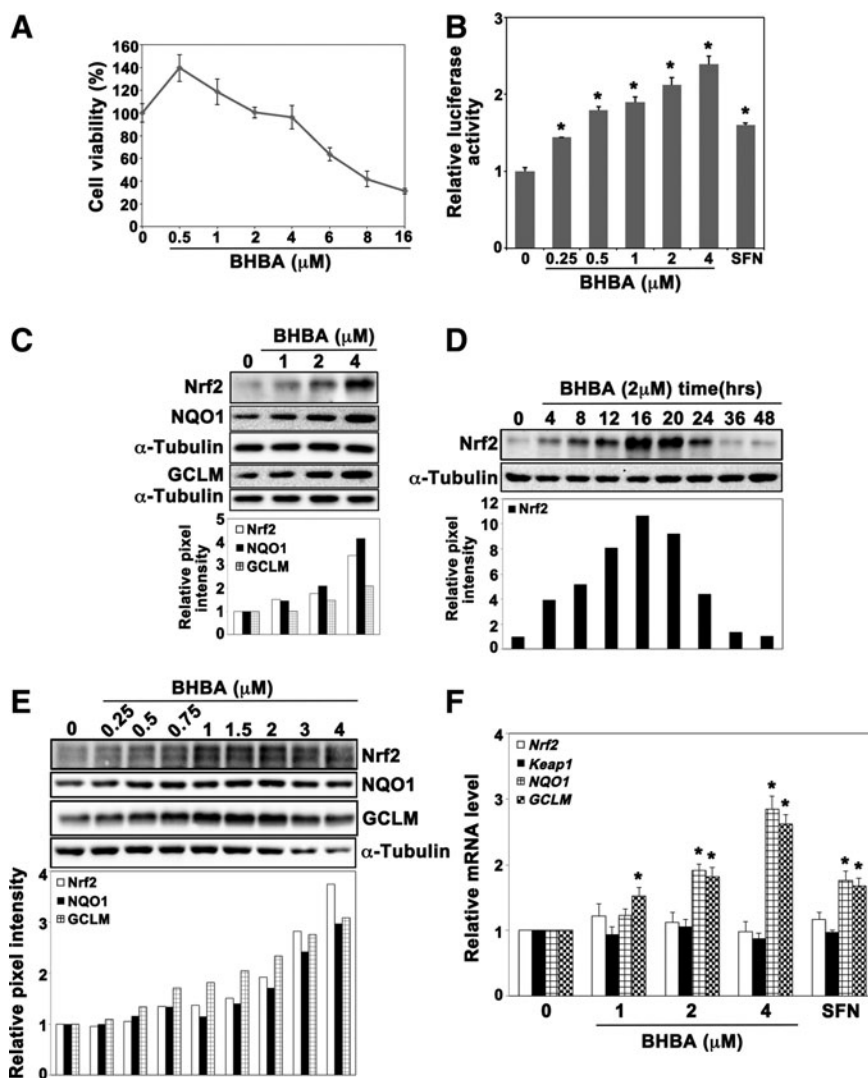 A
Cell viability (%)
160
140
120
100
80
60
40
20
0
0 0.5 1 2 4 6 8 16
BHBA (μM)
B
Relative luciferase activity
3
2
1
0
* * * * * *
0 0.25 0.5 1 2 4 SFN
BHBA (μM)
C
BHBA (μM)
0 1 2 4
Nrf2
NQO1
α-Tubulin
GCLM
α-Tubulin
Relative pixel intensity
5
4
3
2
1
0
Nrf2
NQO1
GCLM
D
BHBA (2μM) time(hrs)
0 4 8 12 16 20 24 36 48
Nrf2
α-Tubulin
Relative pixel intensity
12
10
8
6
4
2
0
Nrf2
E
BHBA (μM)
0 0.25 0.5 0.75 1 1.5 2 3 4
Nrf2
NQO1
GCLM
α-Tubulin
Relative pixel intensity
4
3
2
1
0
Nrf2
NQO1
GCLM
F
Relative mRNA level
4
3
2
1
0
Nrf2
Keap1
NQO1
GCLM
* * * * * * *
0 1 2 4 SFN
BHBA (μM)